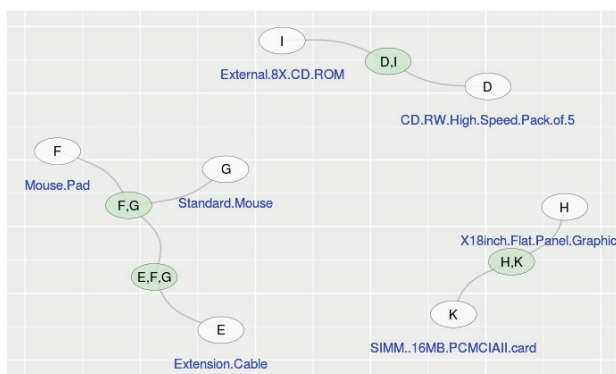 I
D,I
External.8X.CD.ROM
D
CD.RW.High.Speed.Pack.of.5
F
G
Mouse.Pad
Standard.Mouse
F,G
H
X18inch.Flat.Panel.Graphic
H,K
E,F,G
K
E
SIMM..16MB.PCMCIAII.card
Extension.Cable